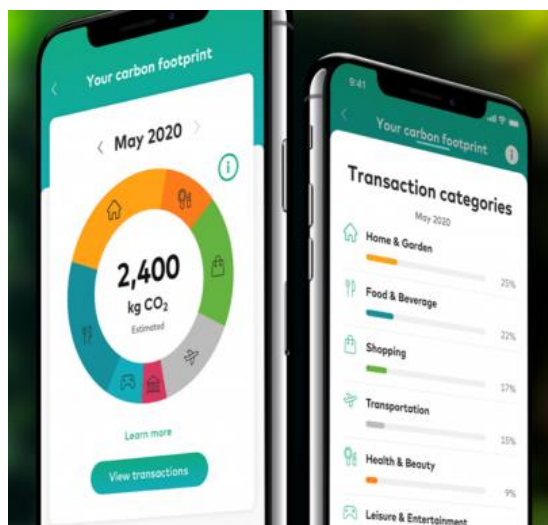 Your carbon footprint
May 2020
2,400
kg CO₂
Estimated
Learn more
View transactions
9:41
Your carbon footprint
Transaction categories
May 2020
Home & Garden
25%
Food & Beverage
22%
Shopping
17%
Transportation
15%
Health & Beauty
9%
Leisure & Entertainment